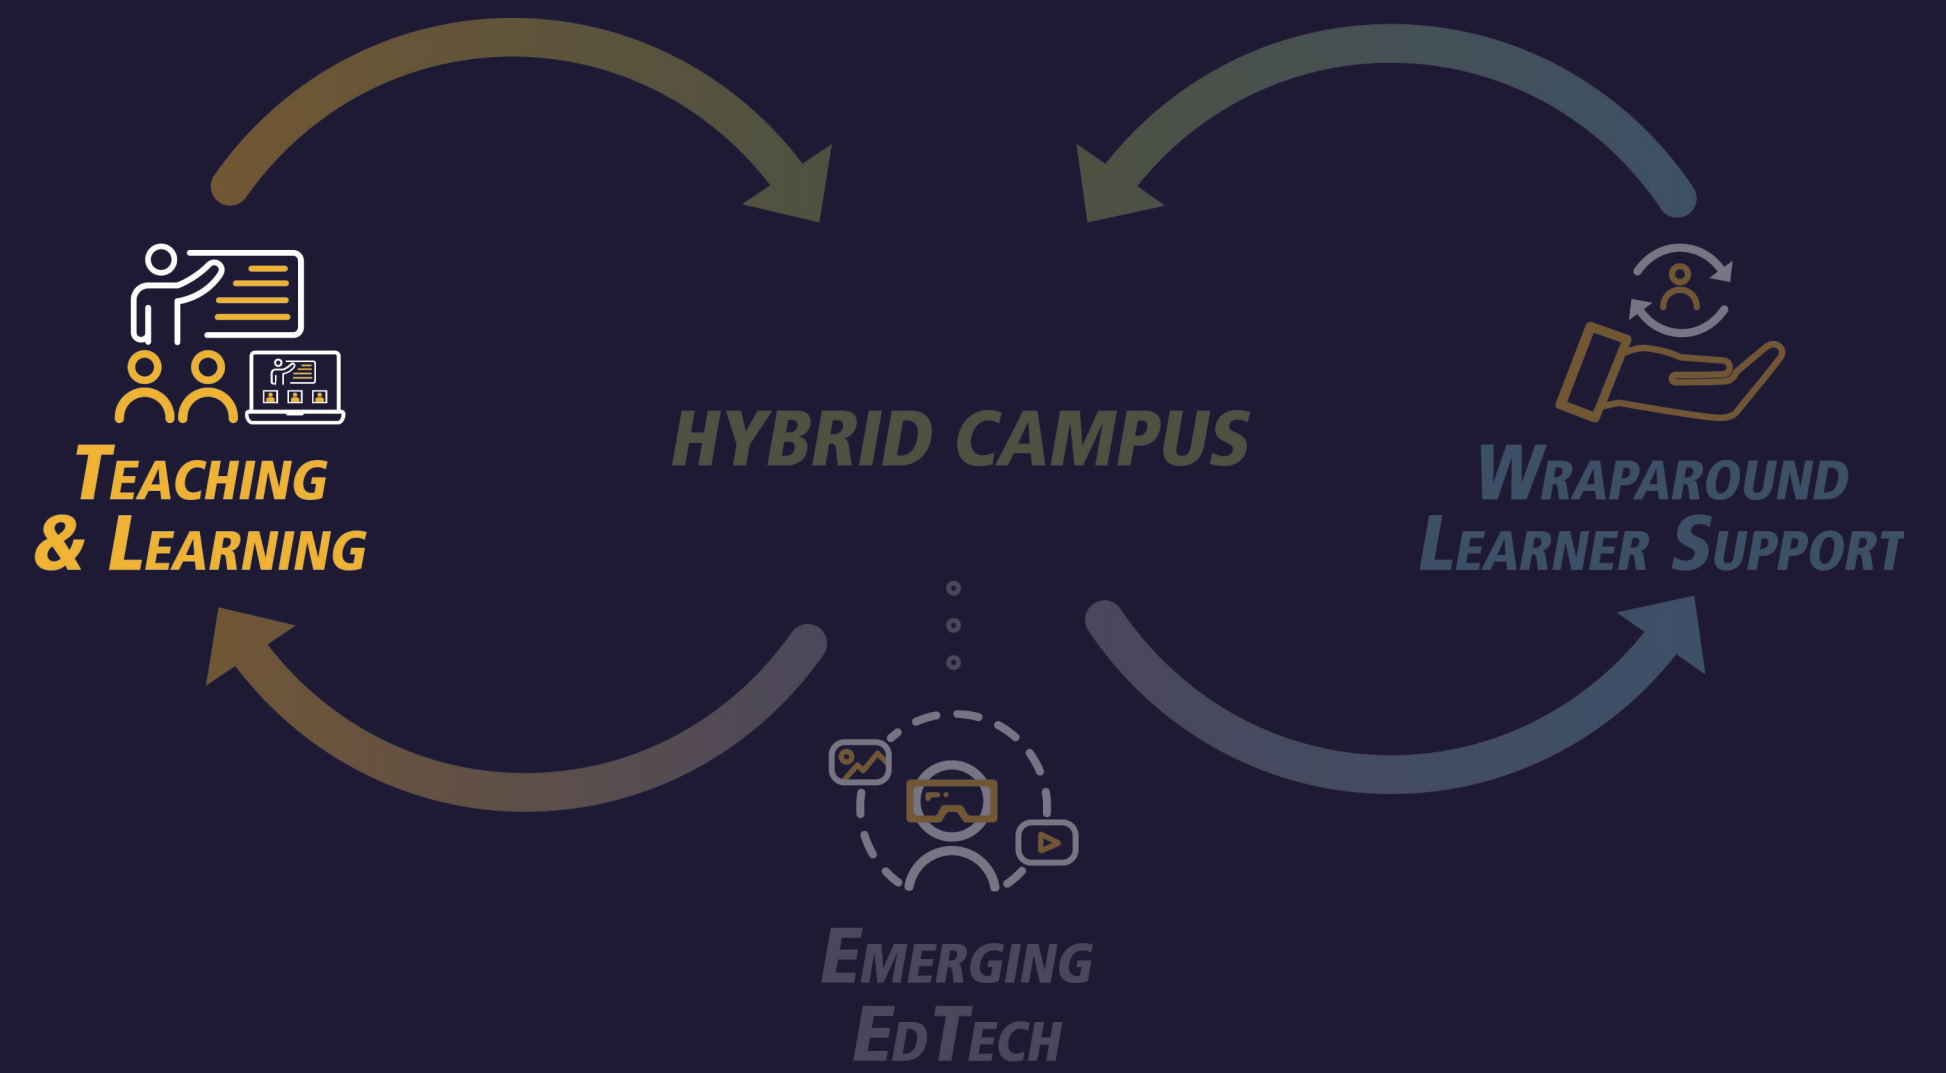 HYBRID CAMPUS
TEACHING
& LEARNING
WRAPAROUND
LEARNER SUPPORT
EMERGING
EDTECH